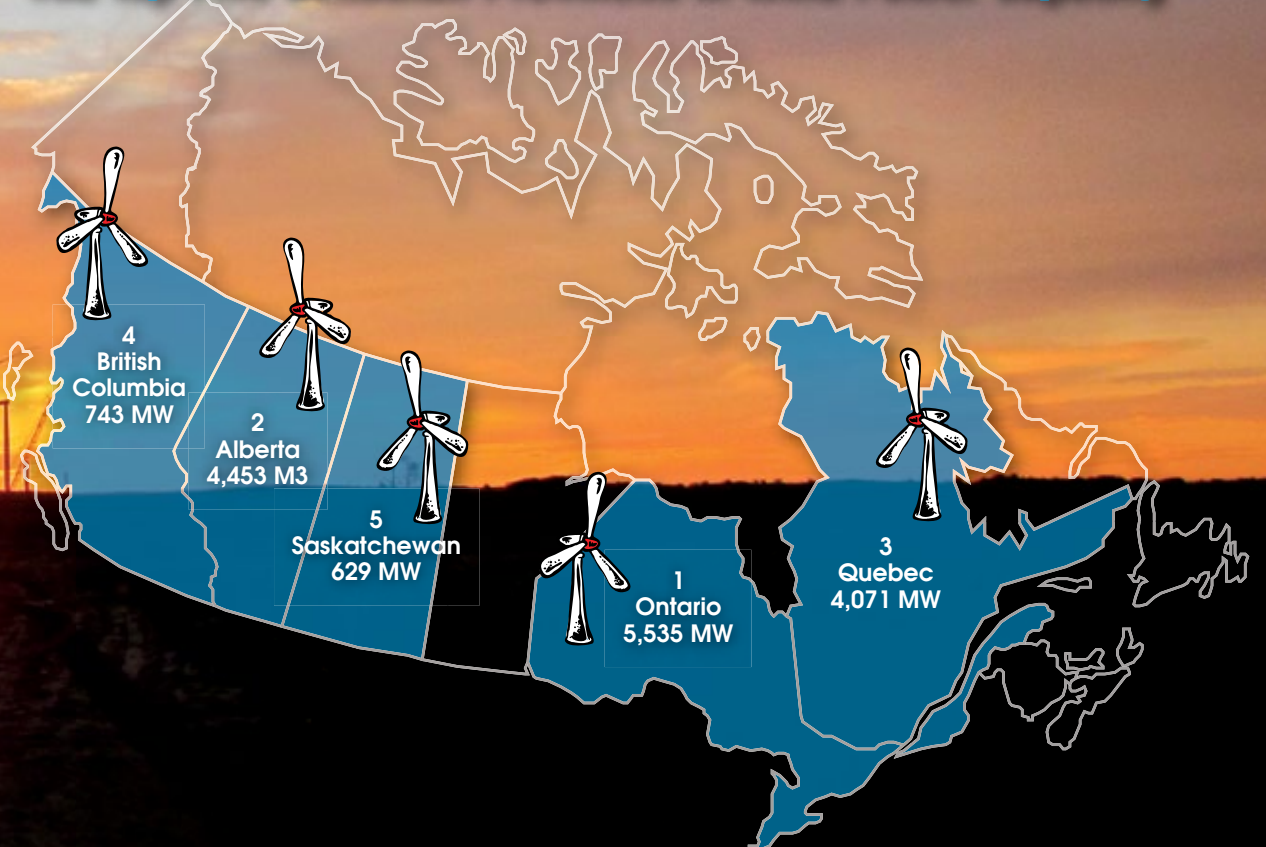 4
British
Columbia
743 MW
2
Alberta
4,453 M3
5
Saskatchewan
629 MW
1
Ontario
5,535 MW
3
Quebec
4,071 MW